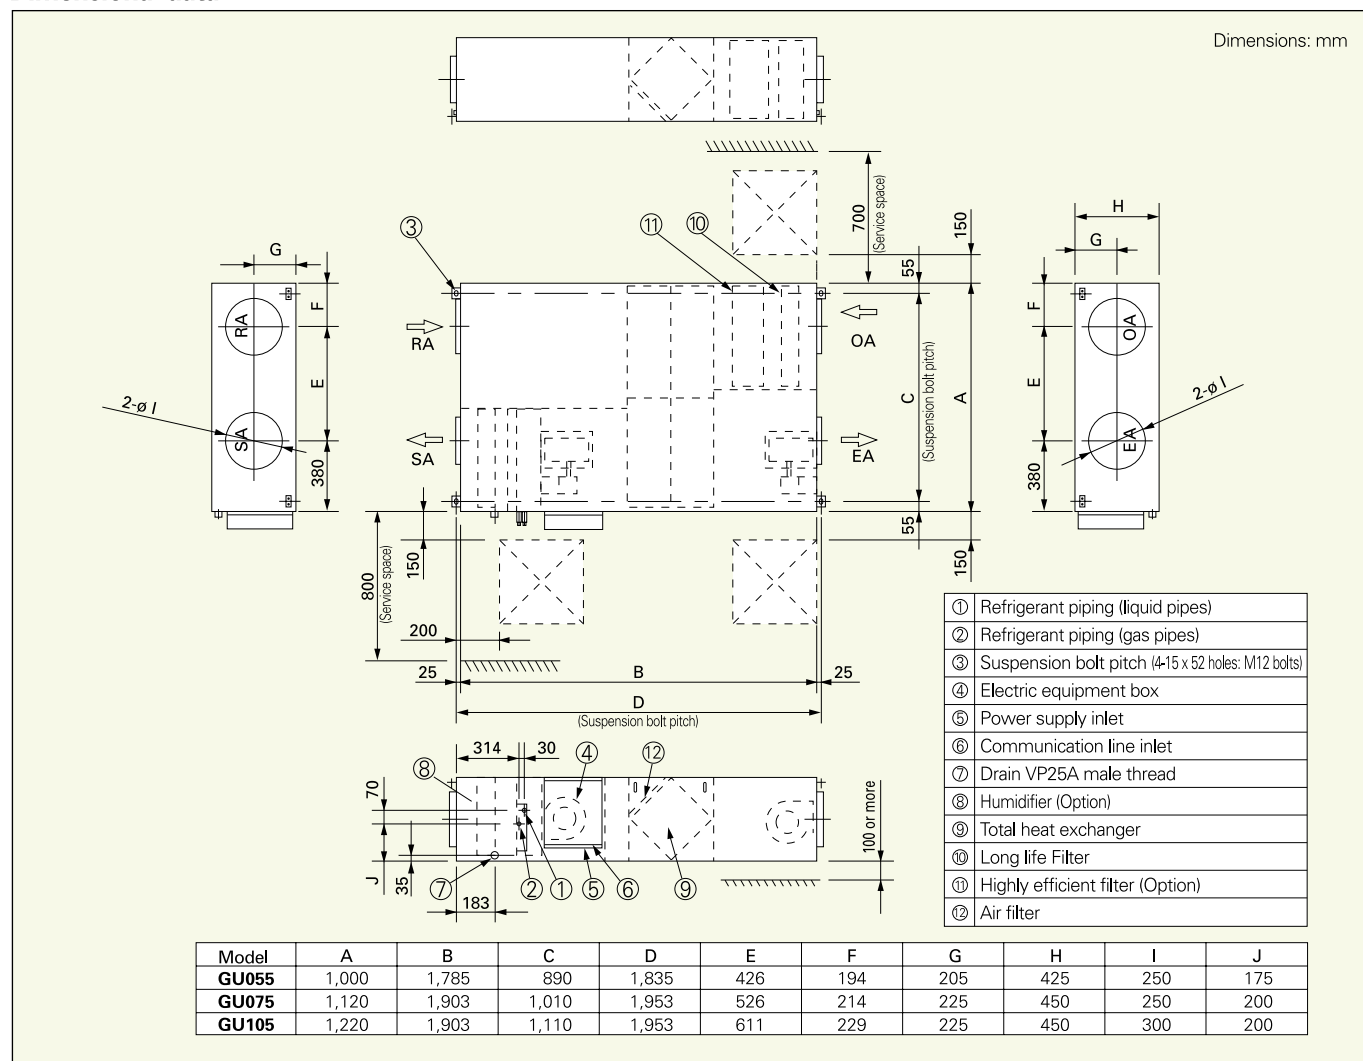 Dimensions: mm
H
G
G
700
(Service space)
150
③
⑪
⑩
55
F
RA
E
2-ø I
SA
380
RA
OA
SA
EA
C
(Suspension bolt pitch)
A
F
OA
E
2-ø I
EA
380
150
800
(Service space)
55
150
200
25
B
25
D
(Suspension bolt pitch)
① Refrigerant piping (liquid pipes)
② Refrigerant piping (gas pipes)
③ Suspension bolt pitch (4-15 x 52 holes: M12 bolts)
④ Electric equipment box
⑤ Power supply inlet
⑥ Communication line inlet
⑦ Drain VP25A male thread
⑧ Humidifier (Option)
⑨ Total heat exchanger
⑩ Long life Filter
⑪ Highly efficient filter (Option)
⑫ Air filter
314
30
④
⑫
⑧
70
100 or more
J
35
⑦
②
①
⑤
⑥
⑨
183
Model A B C D E F G H I J
GU055 1,000 1,785 890 1,835 426 194 205 425 250 175
GU075 1,120 1,903 1,010 1,953 526 214 225 450 250 200
GU105 1,220 1,903 1,110 1,953 611 229 225 450 300 200